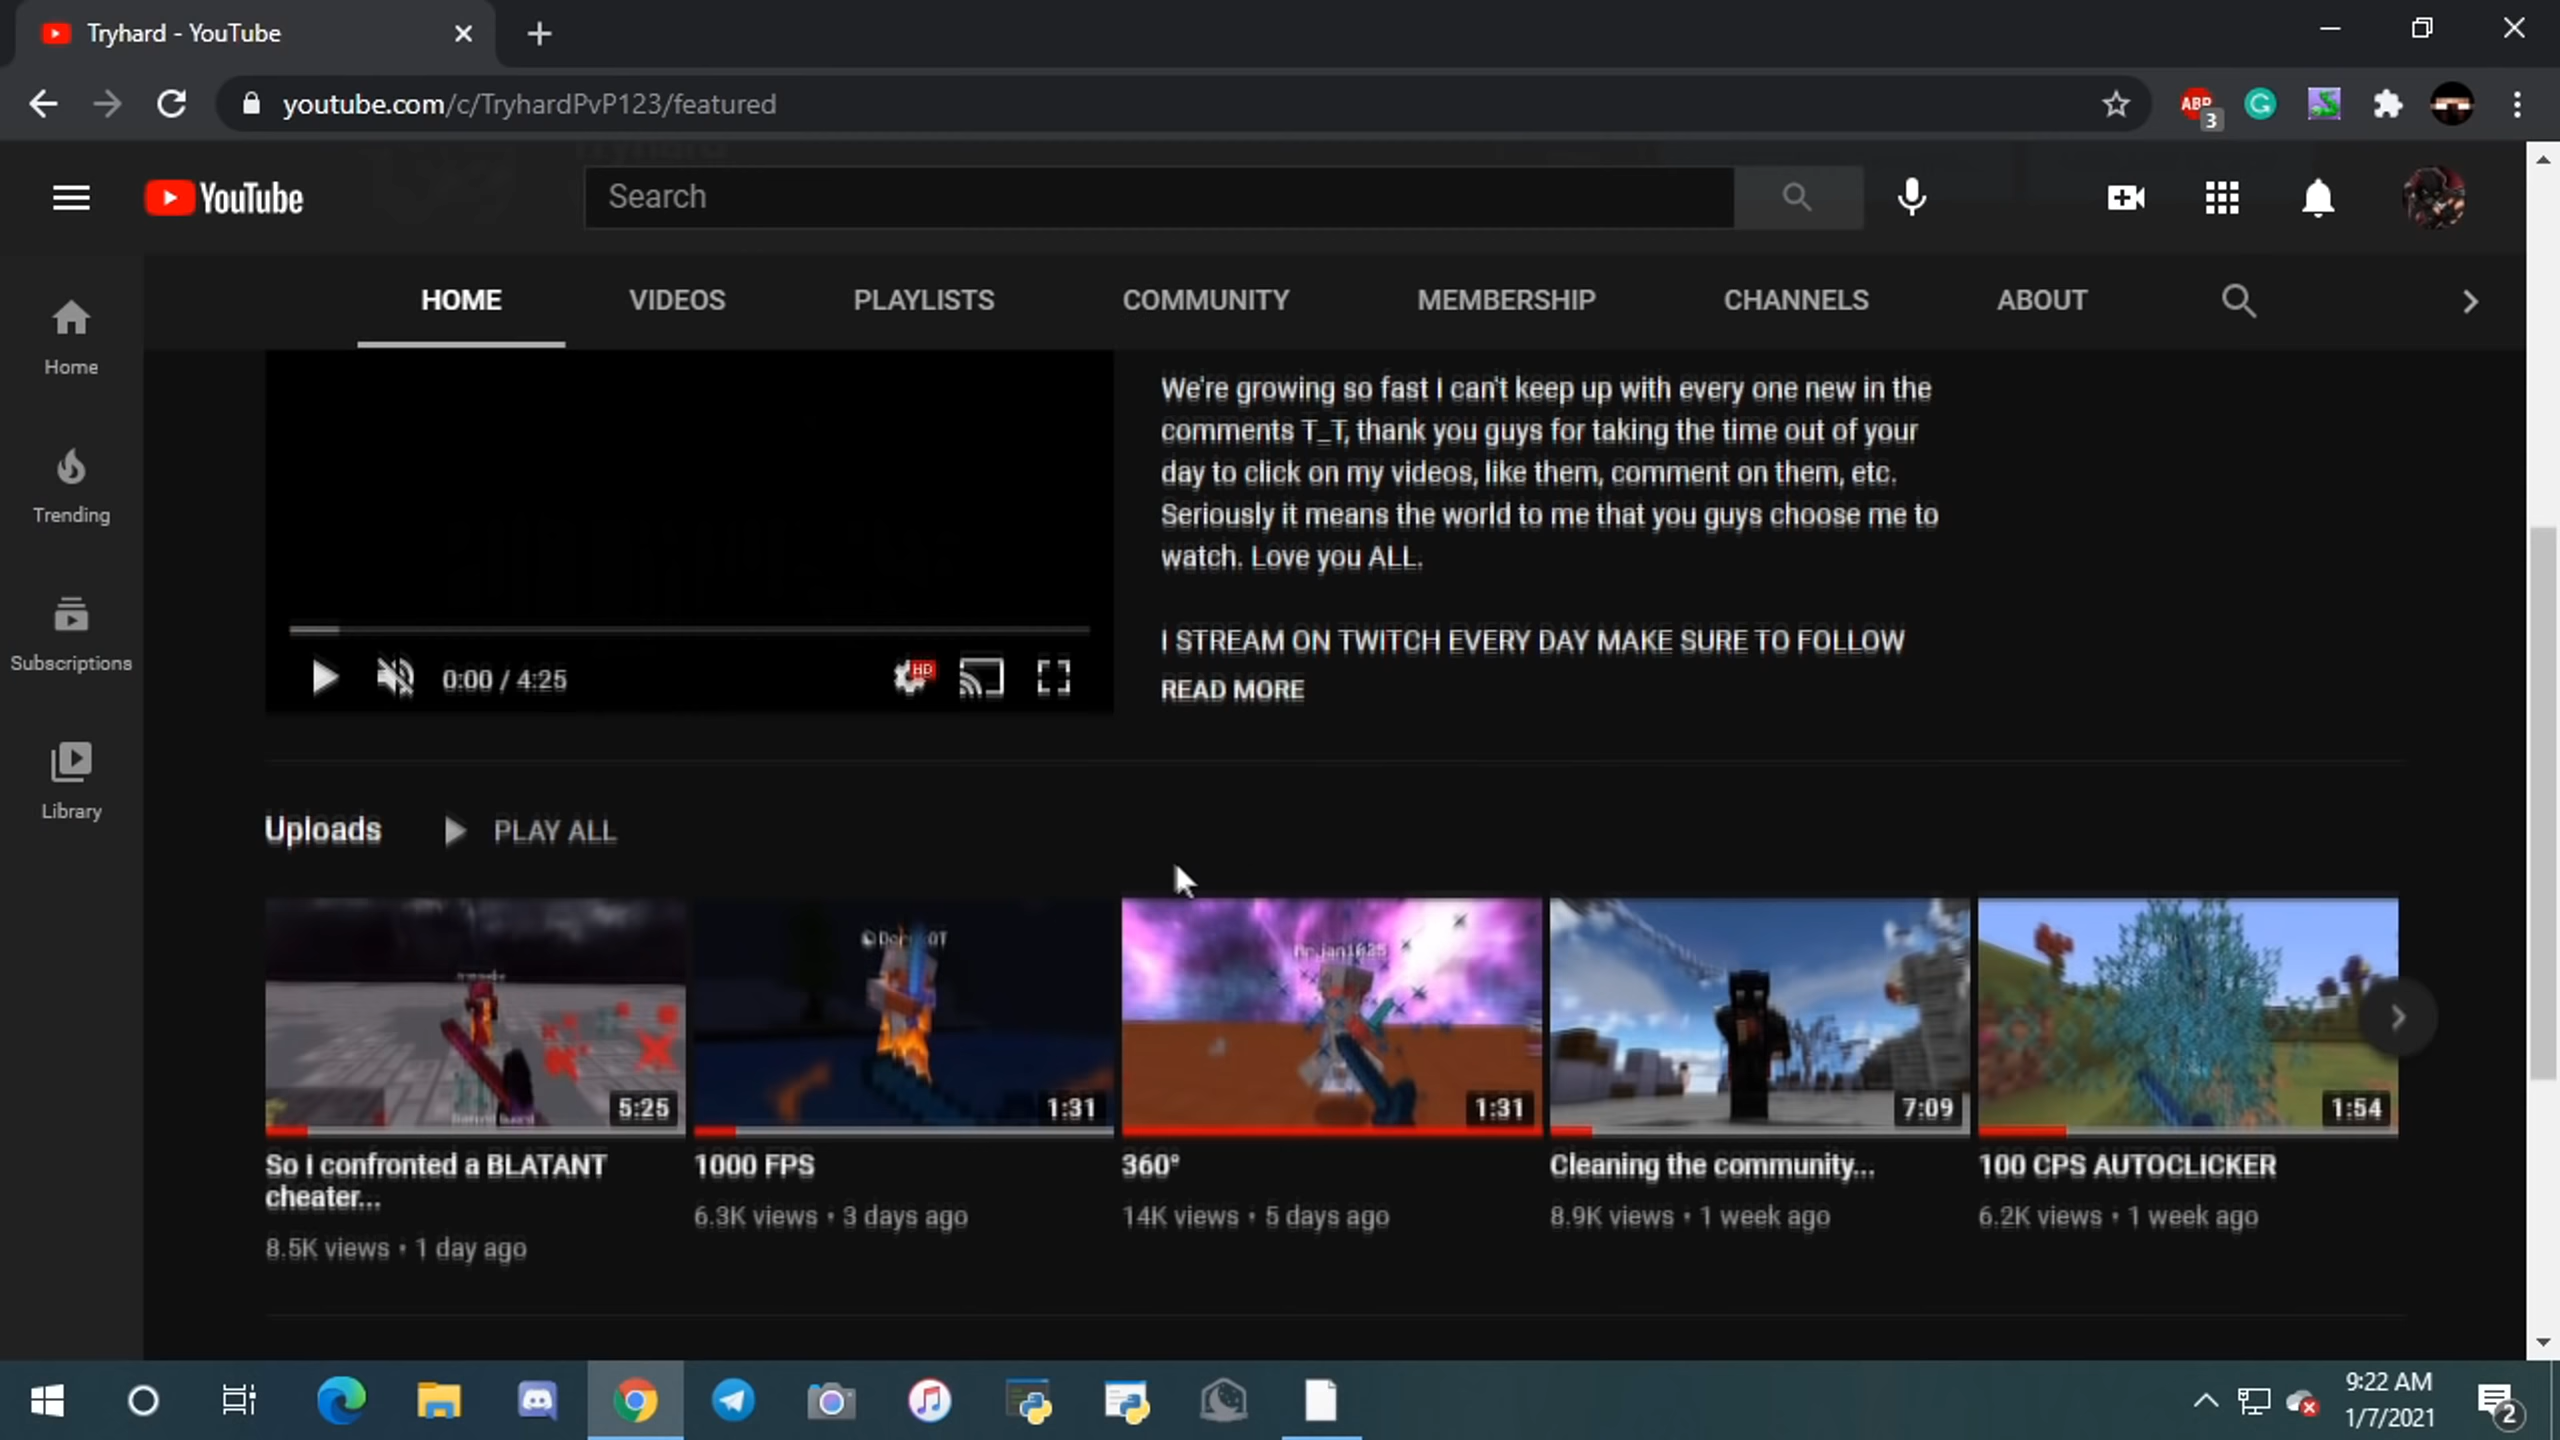 Tryhard - YouTube
youtube.com/c/TryhardPvP123/featured
ABP
3
YouTube
Search
HOME VIDEOS PLAYLISTS COMMUNITY MEMBERSHIP CHANNELS ABOUT
Home
Trending
Subscriptions
Library
We're growing so fast I can't keep up with every one new in the
comments T_T, thank you guys for taking the time out of your
day to click on my videos, like them, comment on them, etc.
Seriously it means the world to me that you guys choose me to
watch. Love you ALL.
I STREAM ON TWITCH EVERY DAY MAKE SURE TO FOLLOW
READ MORE
0:00 / 4:25
HD
Uploads PLAY ALL
5:25
1:31
1:31
7:09
1:54
So I confronted a BLATANT
cheater...
8.5K views • 1 day ago
1000 FPS
6.3K views • 3 days ago
360°
14K views • 5 days ago
Cleaning the community...
8.9K views • 1 week ago
100 CPS AUTOCLICKER
6.2K views • 1 week ago
9:22 AM
1/7/2021
2